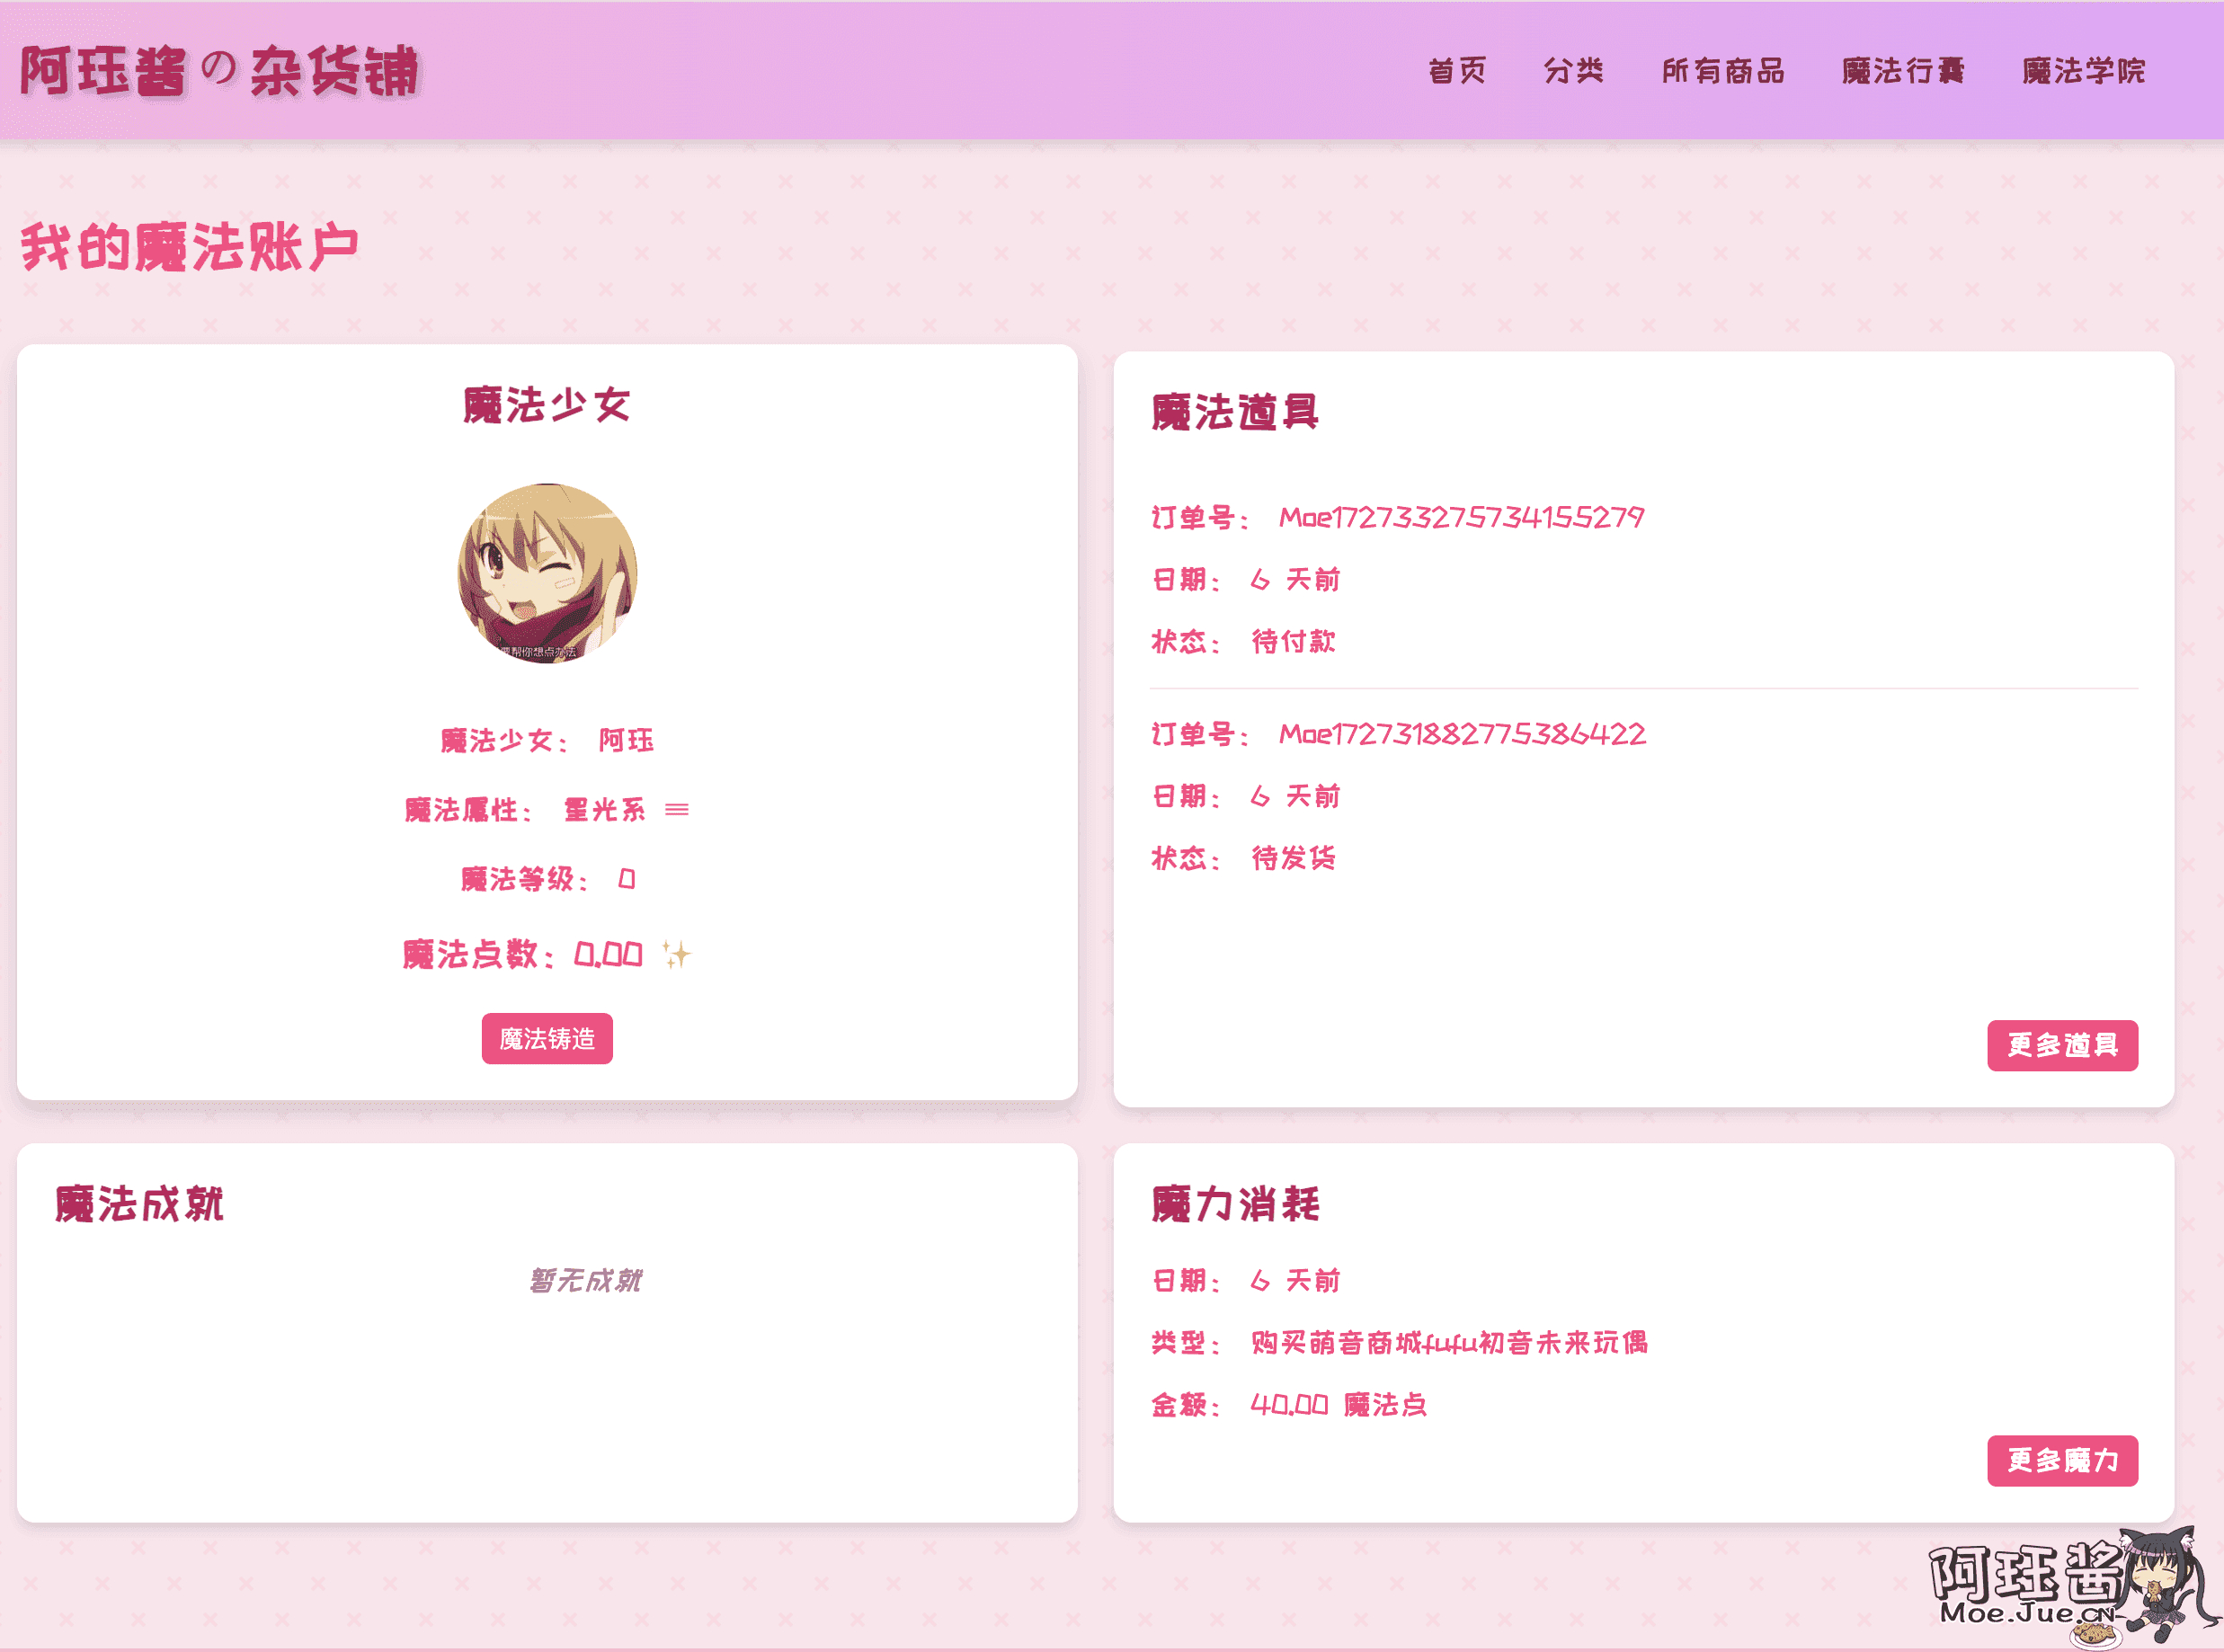 阿珏酱の杂货铺
首页 分类 所有商品 魔法行囊 魔法学院
我的魔法账户
魔法少女
要帮你想点办法
魔法少女： 阿珏
魔法属性： 星光系
魔法等级： 0
魔法点数：0.00 ✨
魔法铸造
魔法道具
订单号： Moe172733275734155279
日期： 6 天前
状态： 待付款
订单号： Moe172731882775386422
日期： 6 天前
状态： 待发货
更多道具
魔法成就
暂无成就
魔力消耗
日期： 6 天前
类型： 购买萌音商城fufu初音未来玩偶
金额： 40.00 魔法点
更多魔力
阿珏酱
Moe.Jue.CN